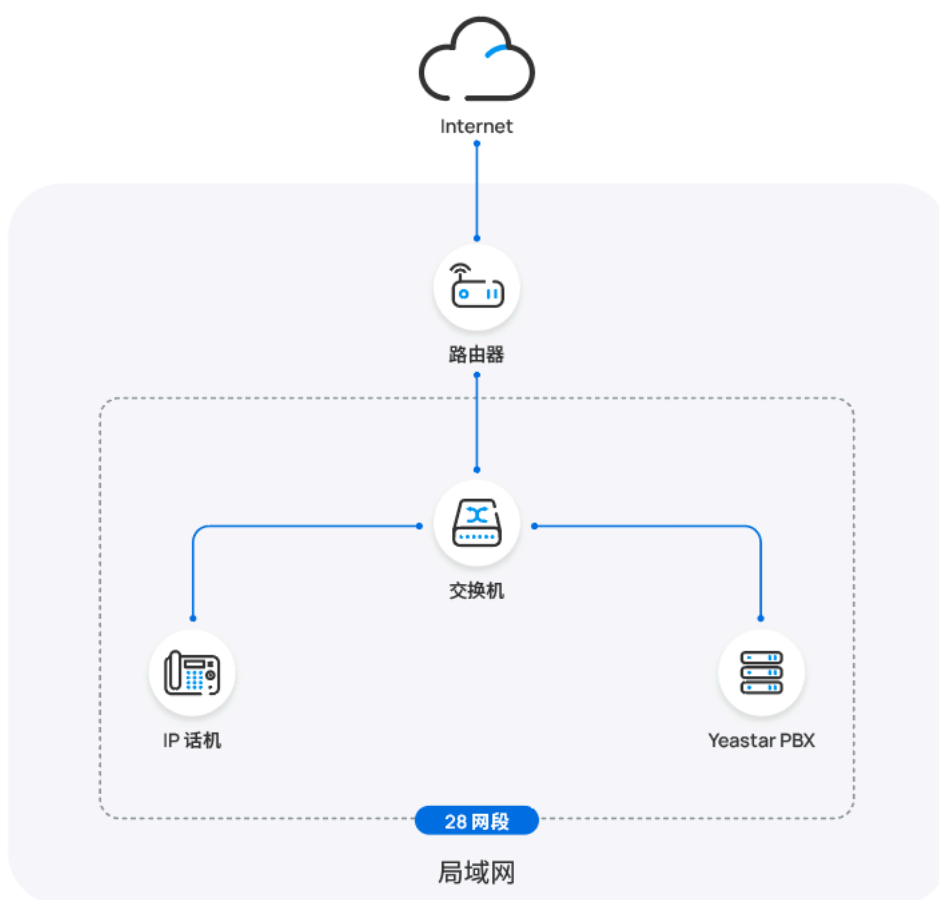 Internet
路由器
交换机
IP 话机
Yeastar PBX
28 网段
局域网